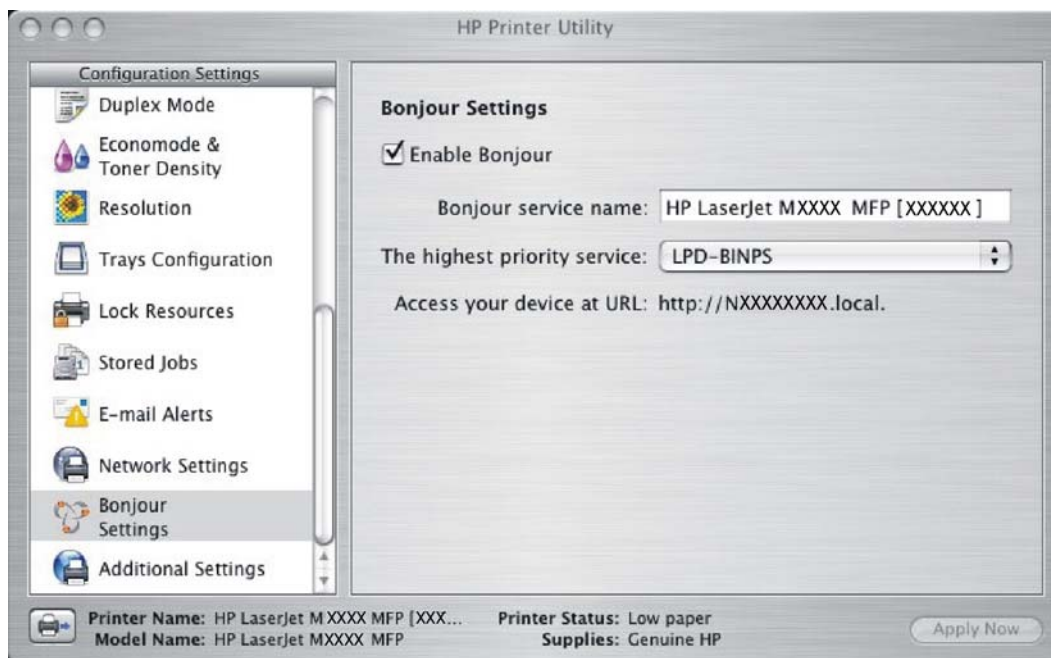 HP Printer Utility
Configuration Settings
Duplex Mode
Economode &
Toner Density
Resolution
Trays Configuration
Lock Resources
Stored Jobs
1
E-mail Alerts
Network Settings
Bonjour
Settings
Additional Settings
Bonjour Settings
Enable Bonjour
Bonjour service name: HP LaserJet MXXXX MFP [XXXXXX]
The highest priority service: LPD-BINPS
Access your device at URL: http://NXXXXXXXX.local.
Printer Name: HP LaserJet M XXXX MFP [XXX...
Model Name: HP LaserJet MXXXX MFP
Printer Status: Low paper
Supplies: Genuine HP
Apply Now